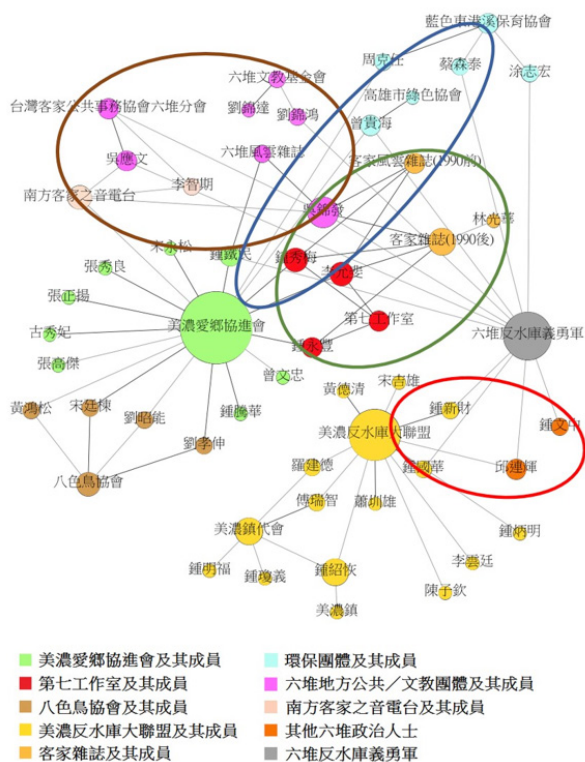 藍色東港溪保育協會
周克任
蔡森泰
涂志宏
六堆文教基金會
高雄市綠色協會
劉錦達
劉錦鴻
曾貴海
台灣客家公共事務協會六堆分會
六堆風雲雜誌
吳應文
客家風雲雜誌(1990前)
李智期
南方客家之音電台
吳錦發
林光華
客家雜誌(1990後)
宋永松
鍾鐵民
鍾秀梅
張秀良
李允斐
張正揚
第七工作室
美濃愛鄉協進會
六堆反水庫義勇軍
古秀妃
鍾永豐
張高傑
曾文忠
宋吉雄
黃德清
黃鴻松
宋廷棟
劉昭能
鍾騰華
鍾新財
鍾文中
劉孝伸
美濃反水庫大聯盟
鍾國華
邱連輝
羅建德
八色鳥協會
傅瑞智
蕭圳雄
美濃鎮代會
鍾炳明
鍾明福
鍾瓊義
鍾紹恢
李雲廷
陳子欽
美濃鎮
美濃愛鄉協進會及其成員
環保團體及其成員
第七工作室及其成員
六堆地方公共／文教團體及其成員
八色鳥協會及其成員
南方客家之音電台及其成員
美濃反水庫大聯盟及其成員
其他六堆政治人士
客家雜誌及其成員
六堆反水庫義勇軍